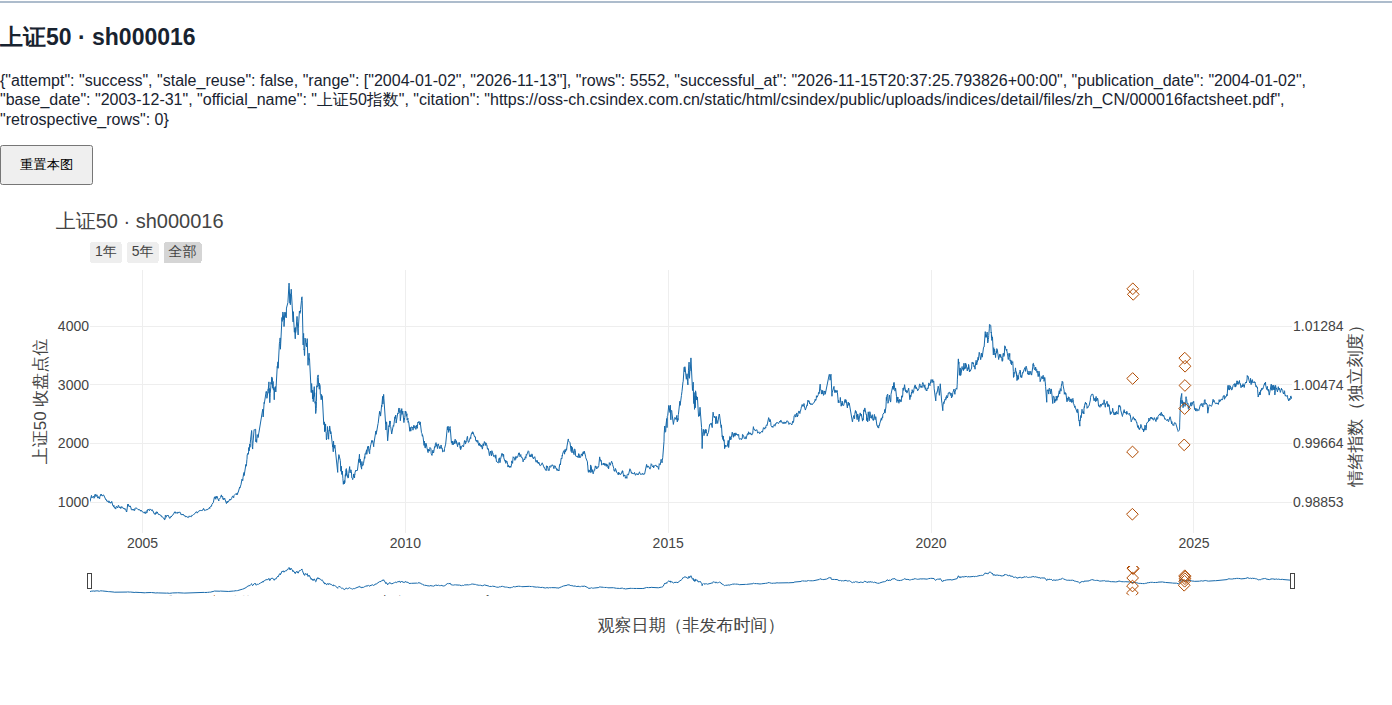 上证50 · sh000016
{"attempt": "success", "stale_reuse": false, "range": ["2004-01-02", "2026-11-13"], "rows": 5552, "successful_at": "2026-11-15T20:37:25.793826+00:00", "publication_date": "2004-01-02",
"base_date": "2003-12-31", "official_name": "上证50指数", "citation": "https://oss-ch.csindex.com.cn/static/html/csindex/public/uploads/indices/detail/files/zh_CN/000016factsheet.pdf",
"retrospective_rows": 0}
重置本图
上证50 · sh000016
1年 5年 全部
上证50 收盘点位
4000
3000
2000
1000
1.01284
1.00474
0.99664
0.98853
情绪指数（独立刻度）
2005 2010 2015 2020 2025
观察日期（非发布时间）